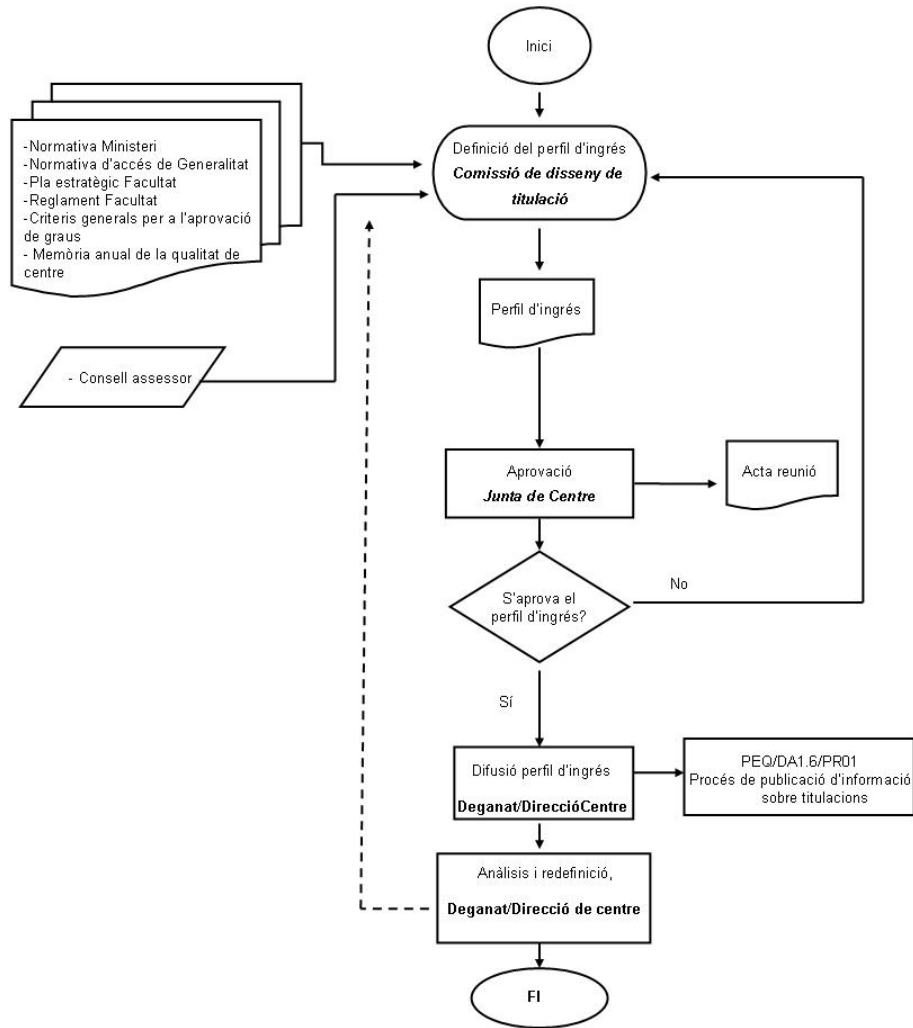 Inici
-Normativa Ministeri
-Normativa d'accés de Generalitat
-Pla estratègic Facultat
-Reglament Facultat
-Criteris generals per a l'aprovació
de graus
- Memòria anual de la qualitat de
centre
Definició del perfil d'ingrés
Comissió de disseny de
titulació
Perfil d'ingrés
- Consell assessor
Aprovació
Junta de Centre
Acta reunió
S'aprova el
perfil d'ingrés?
No
Sí
Difusió perfil d'ingrés
Deganat/DireccióCentre
PEQ/DA1.6/PR01
Procés de publicació d'informació
sobre titulacions
Anàlisis i redefinició,
Deganat/Direcció de centre
FI